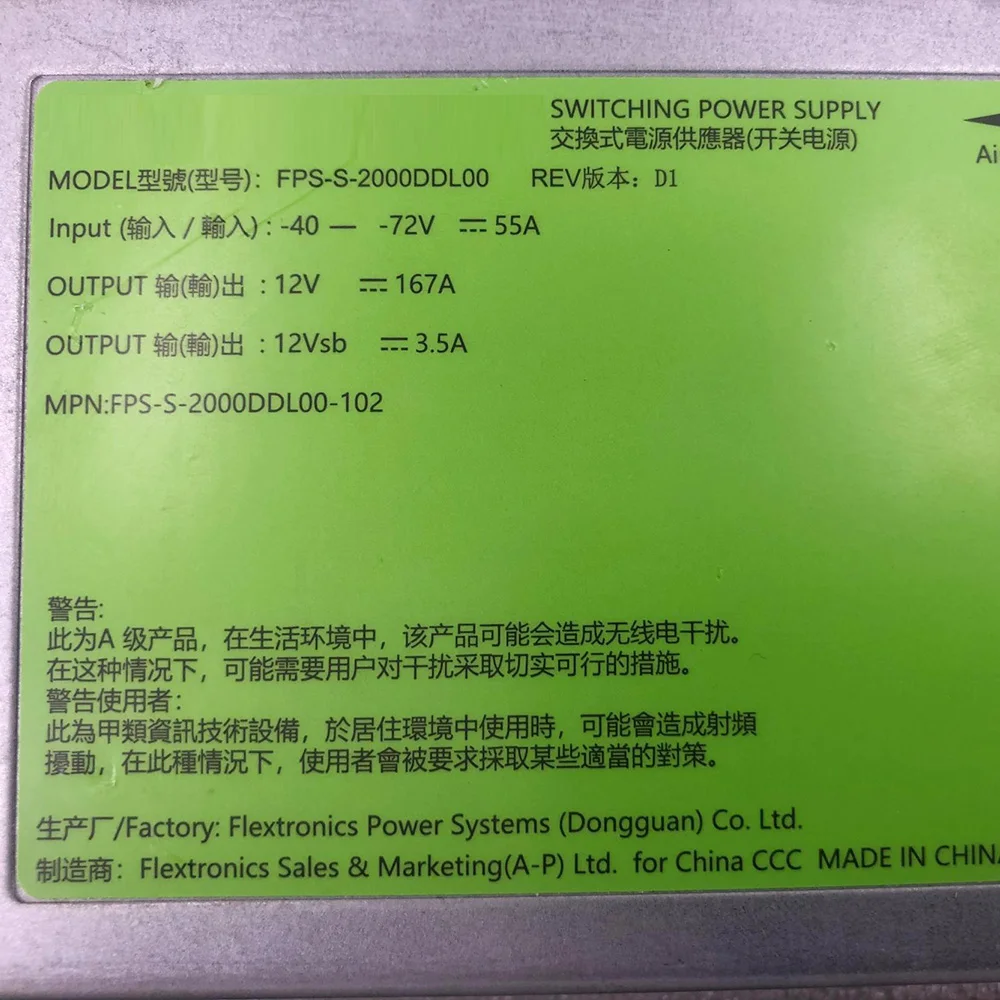 SWITCHING POWER SUPPLY
交換式電源供應器(开关电源)
Ai
MODEL型號(型号): FPS-S-2000DDL00 REV版本: D1
Input (输入 / 輸入) : -40 — -72V ⎓ 55A
OUTPUT 输(輸)出 : 12V ⎓ 167A
OUTPUT 输(輸)出 : 12Vsb ⎓ 3.5A
MPN:FPS-S-2000DDL00-102
警告:
此为A 级产品，在生活环境中，该产品可能会造成无线电干扰。
在这种情况下，可能需要用户对干扰采取切实可行的措施。
警告使用者：
此為甲類資訊技術設備，於居住環境中使用時，可能會造成射頻
擾動，在此種情況下，使用者會被要求採取某些適當的對策。
生产厂/Factory: Flextronics Power Systems (Dongguan) Co. Ltd.
制造商：Flextronics Sales & Marketing(A-P) Ltd. for China CCC MADE IN CHINA